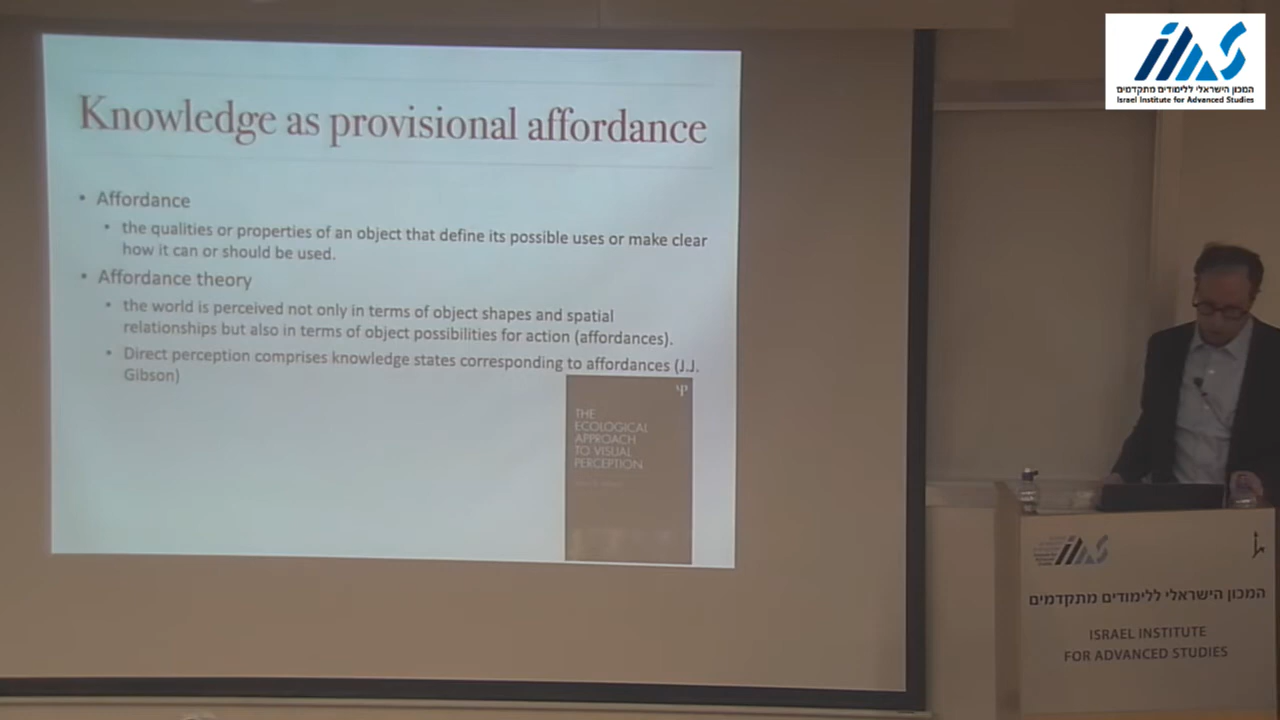 Knowledge as provisional affordance
• Affordance
• the qualities or properties of an object that define its possible uses or make clear
how it can or should be used.
• Affordance theory
• the world is perceived not only in terms of object shapes and spatial
relationships but also in terms of object possibilities for action (affordances).
• Direct perception comprises knowledge states corresponding to affordances (J.J.
Gibson)
Ψ
THE
ECOLOGICAL
APPROACH
TO VISUAL
PERCEPTION
המכון הישראלי ללימודים מתקדמים
Israel Institute for Advanced Studies
המכון הישראלי ללימודים מתקדמים
ISRAEL INSTITUTE
FOR ADVANCED STUDIES